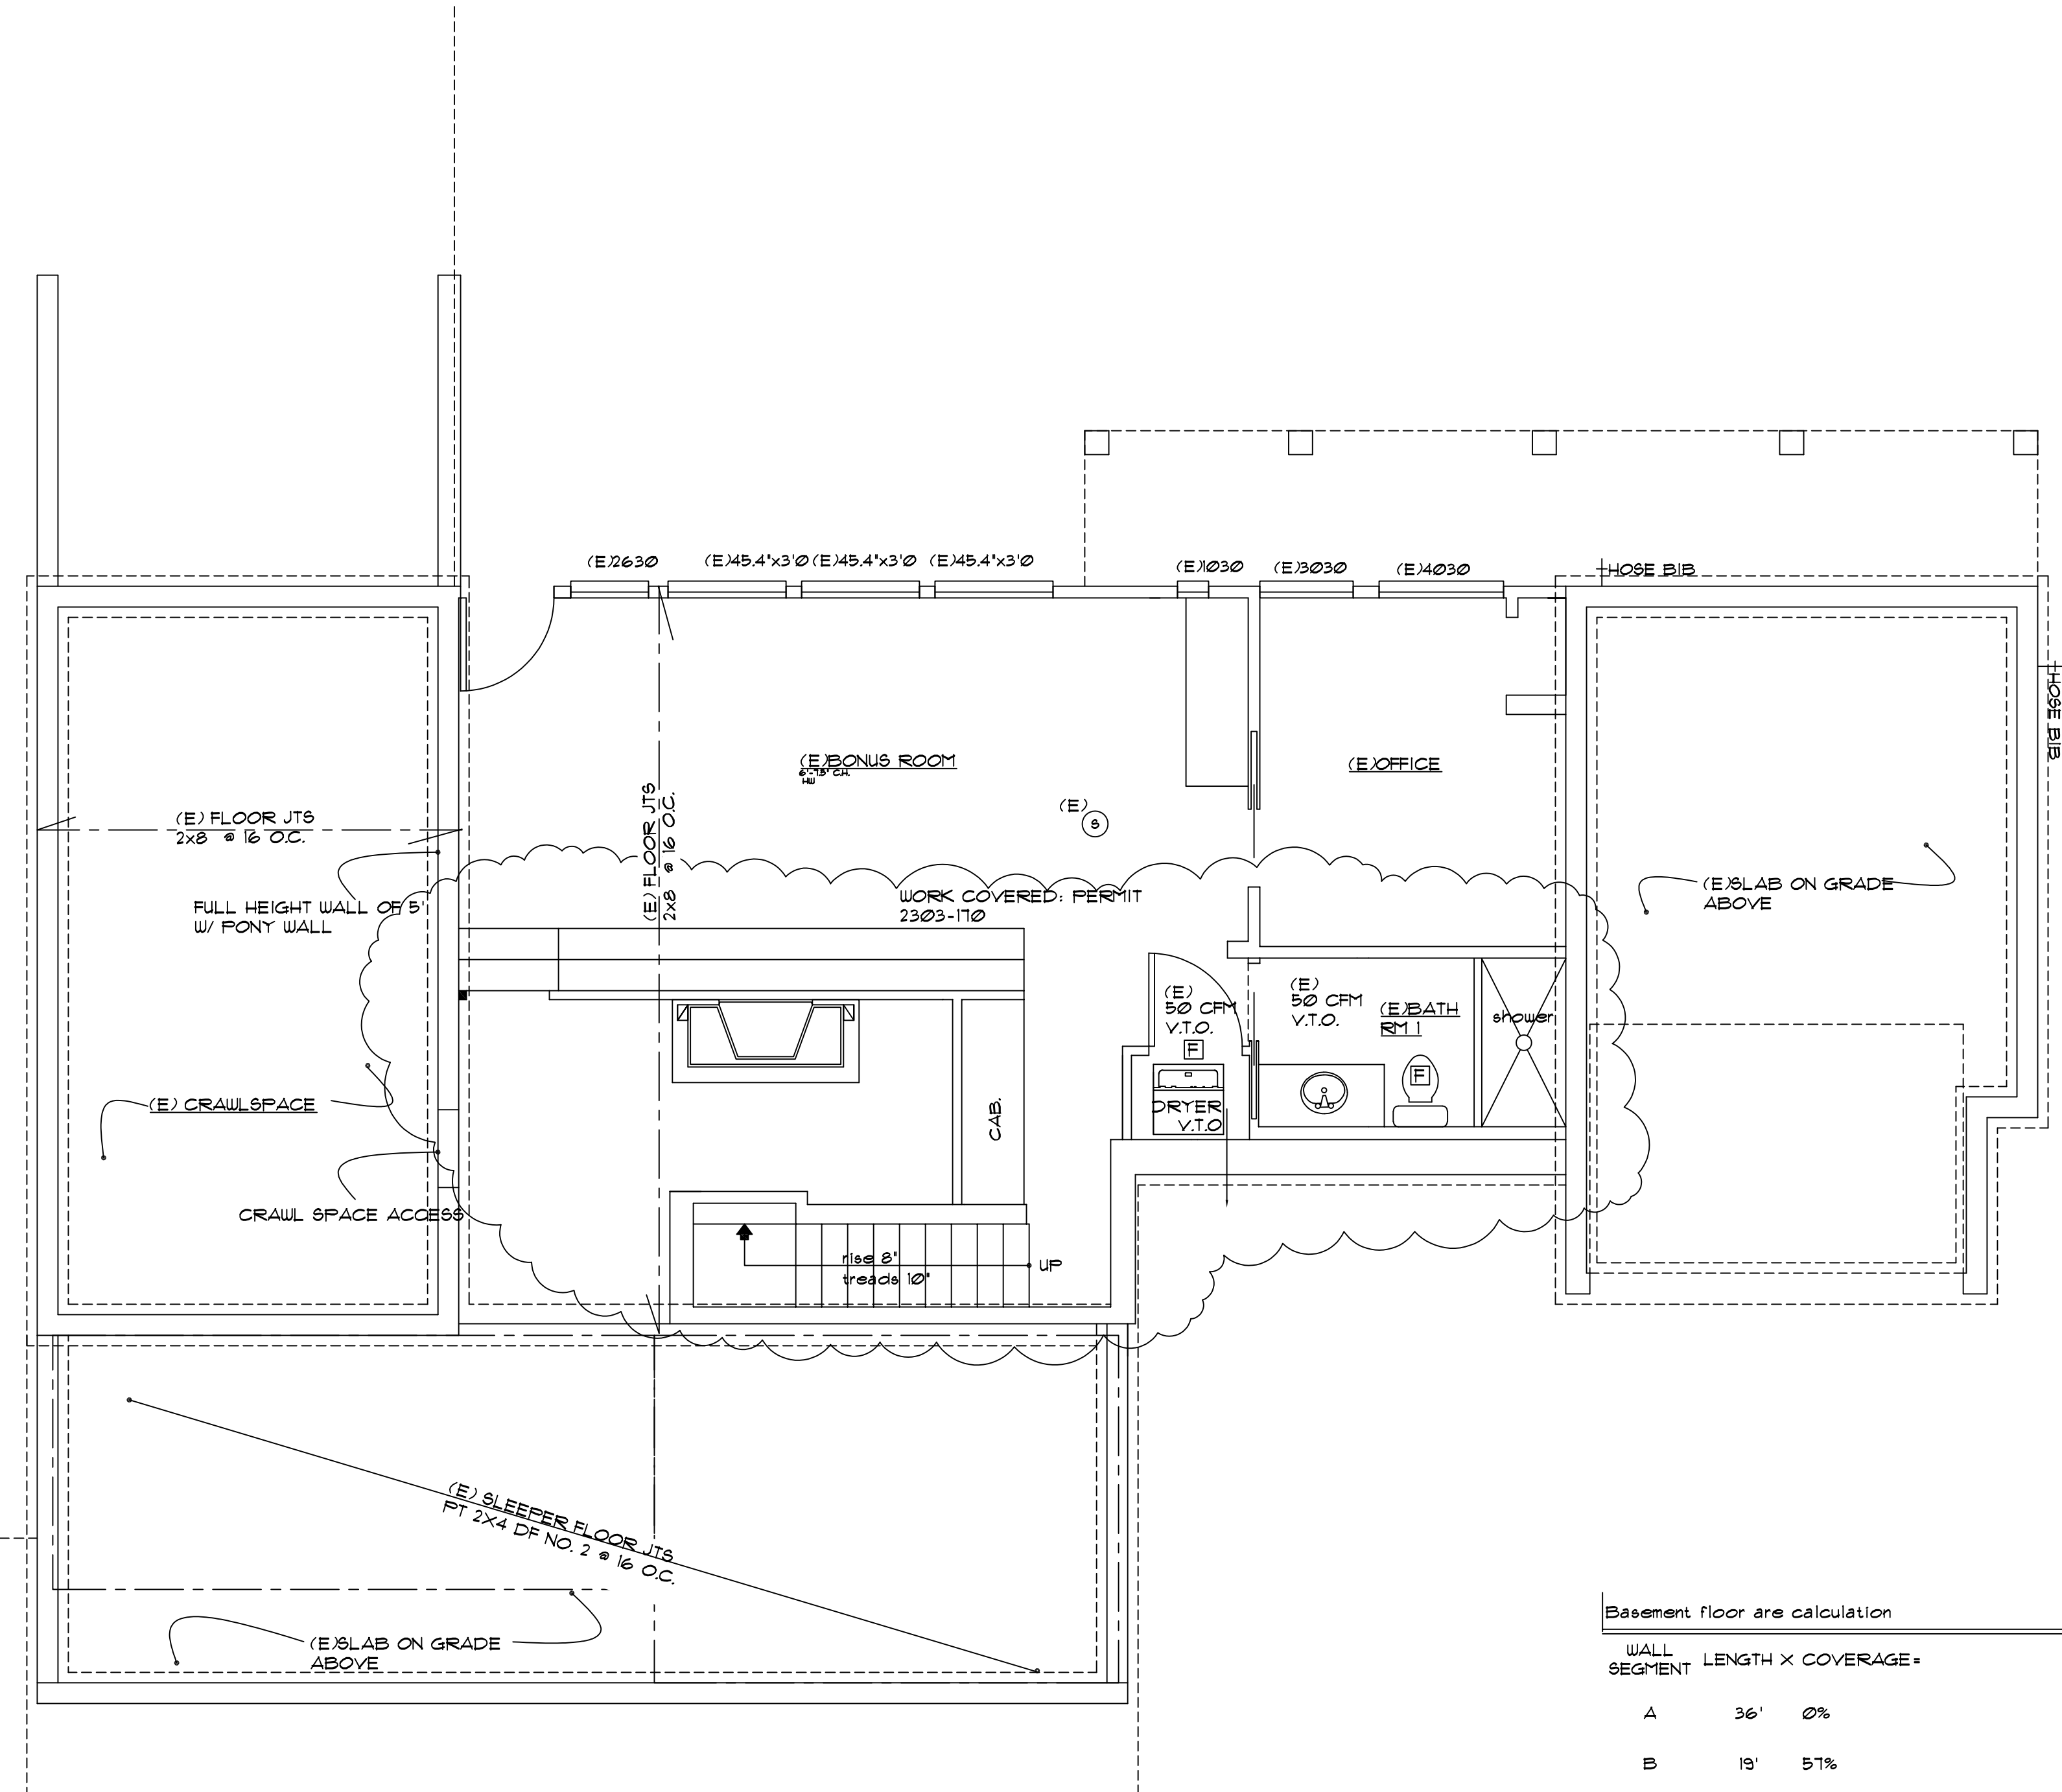 (E)2630
(E)45.4"x3'0
(E)45.4"x3'0
(E)45.4"x3'0
(E)1030
(E)3030
(E)4030
HOSE BIB
HOSE BIB
(E)BONUS ROOM
6'-7.5" C.H.
HW
(E)OFFICE
(E)
S
(E) FLOOR JTS
2x8 @ 16 O.C.
(E) FLOOR JTS
2x8 @ 16 O.C.
FULL HEIGHT WALL OF 5'
W/ PONY WALL
WORK COVERED: PERMIT
2303-170
(E)SLAB ON GRADE
ABOVE
(E)
50 CFM
V.T.O.
F
(E)
50 CFM
V.T.O.
(E)BATH
RM 1
shower
F
DRYER
V.T.O
CAB.
(E) CRAWLSPACE
CRAWL SPACE ACCESS
rise 8"
treads 10"
UP
(E) SLEEPER FLOOR JTS
PT 2X4 DF NO. 2 @ 16 O.C.
(E)SLAB ON GRADE
ABOVE
Basement floor are calculation
WALL
SEGMENT LENGTH X COVERAGE=
A 36' 0%
B 19' 57%